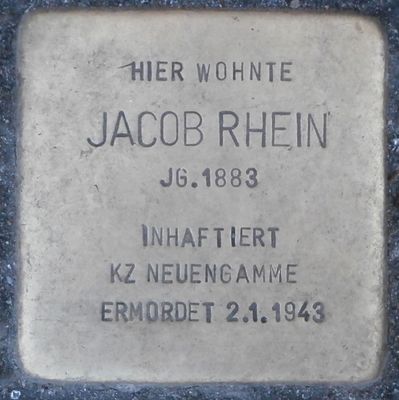 HIER WOHNTE
JACOB RHEIN
JG.1883
INHAFTIERT
KZ NEUENGAMME
ERMORDET 2.1.1943